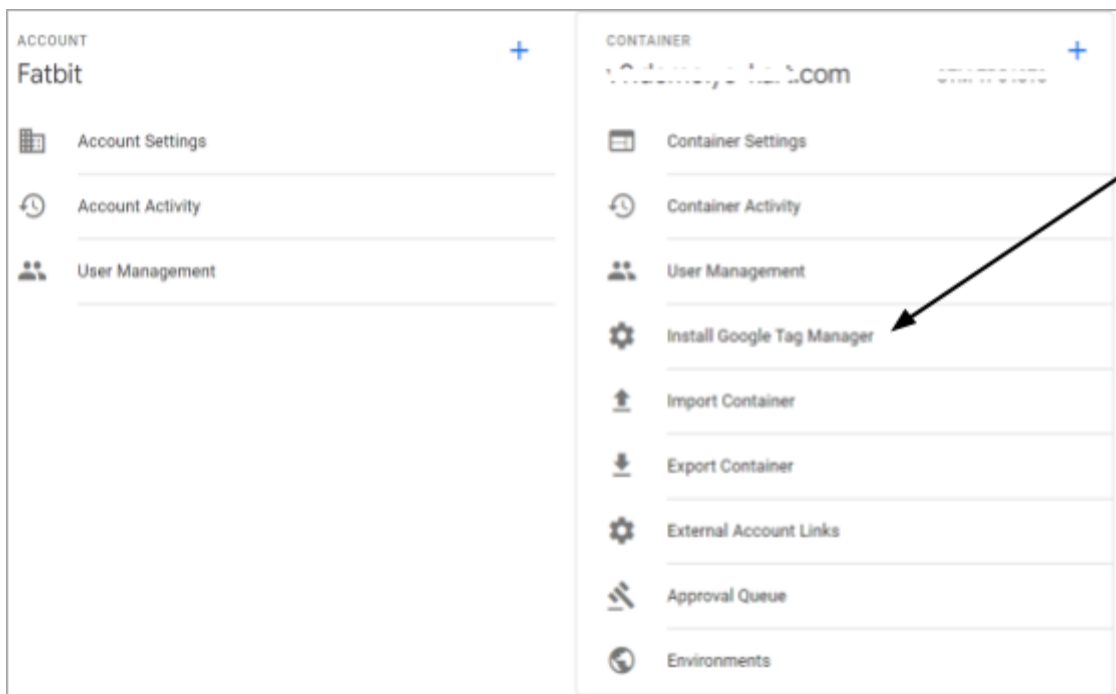 ACCOUNT
Fatbit
Account Settings
Account Activity
User Management
CONTAINER
.com
Container Settings
Container Activity
User Management
Install Google Tag Manager
Import Container
Export Container
External Account Links
Approval Queue
Environments